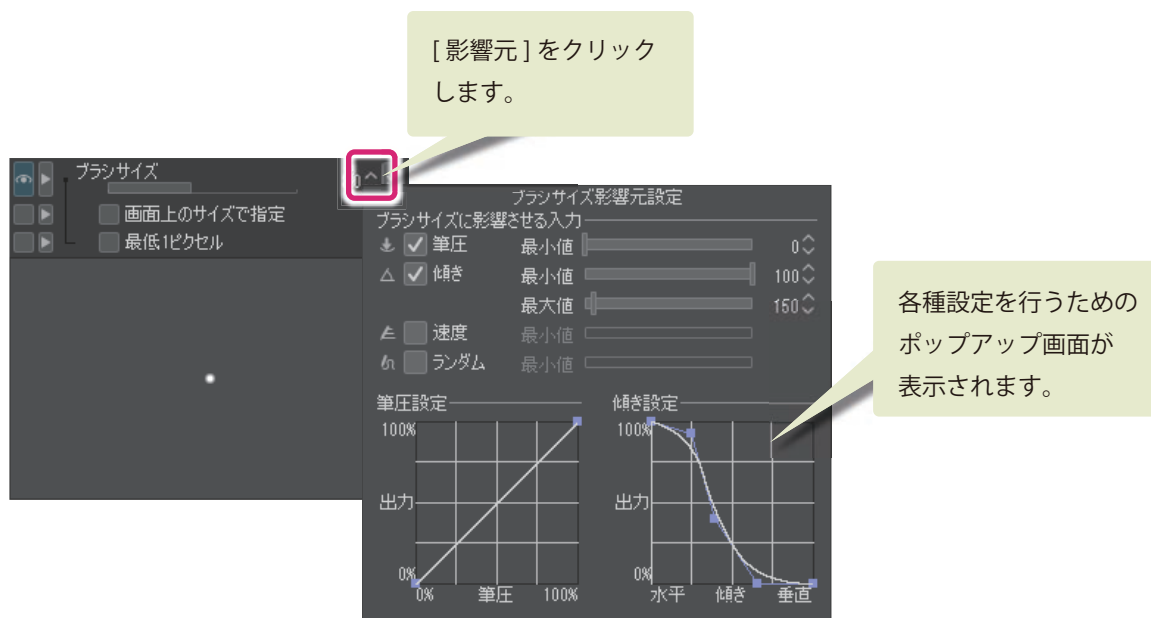 [ 影響元 ] をクリック
します。
ブラシサイズ
画面上のサイズで指定
最低1ピクセル
ブラシサイズ影響元設定
ブラシサイズに影響させる入力
筆圧 最小値 0
傾き 最小値 100
最大値 150
速度 最小値
ランダム 最小値
各種設定を行うための
ポップアップ画面が
表示されます。
筆圧設定
100%
出力
0%
0% 筆圧 100%
傾き設定
100%
出力
0%
水平 傾き 垂直